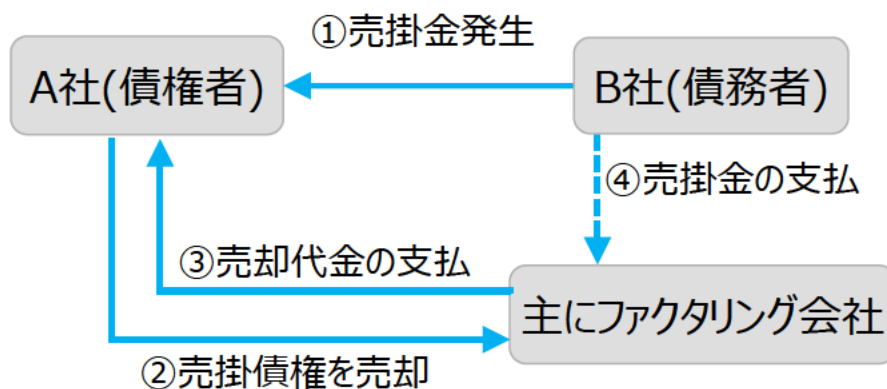 ①売掛金発生
A社(債権者)
B社(債務者)
④売掛金の支払
③売却代金の支払
主にファクタリング会社
②売掛債権を売却